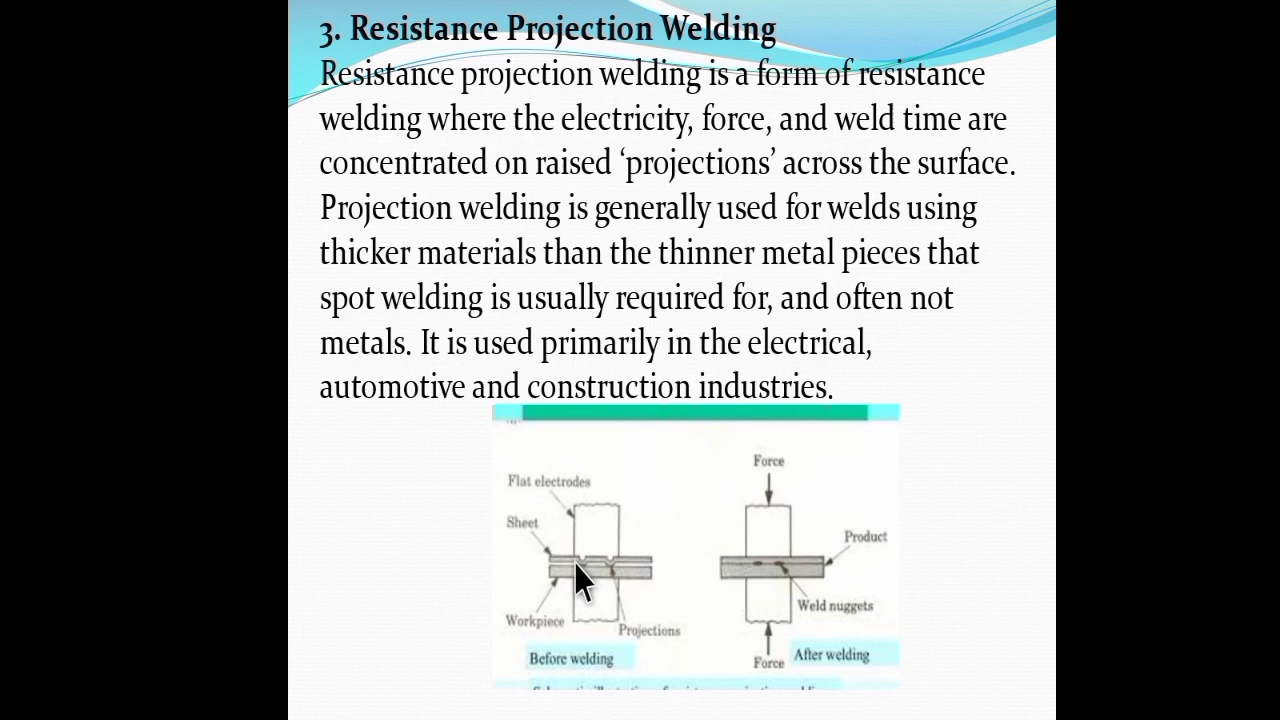 3. Resistance Projection Welding
Resistance projection welding is a form of resistance
welding where the electricity, force, and weld time are
concentrated on raised ‘projections’ across the surface.
Projection welding is generally used for welds using
thicker materials than the thinner metal pieces that
spot welding is usually required for, and often not
metals. It is used primarily in the electrical,
automotive and construction industries.
Force
Flat electrodes
Sheet
Product
Weld nuggets
Workpiece
Projections
Before welding
After welding
Force